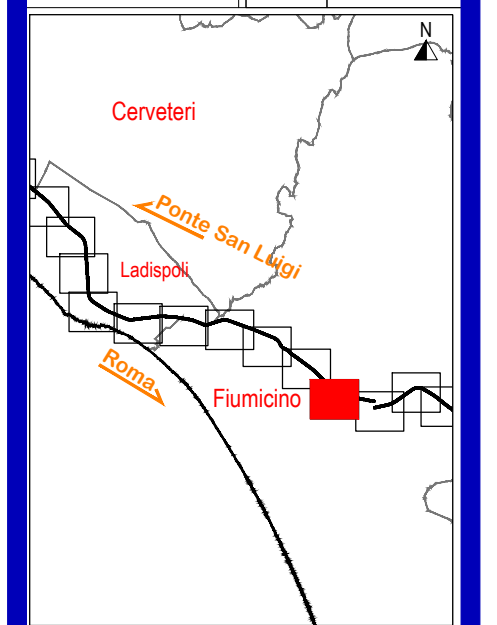 N
Cerveteri
Ponte San Luigi
Ladispoli
Roma
Fiumicino